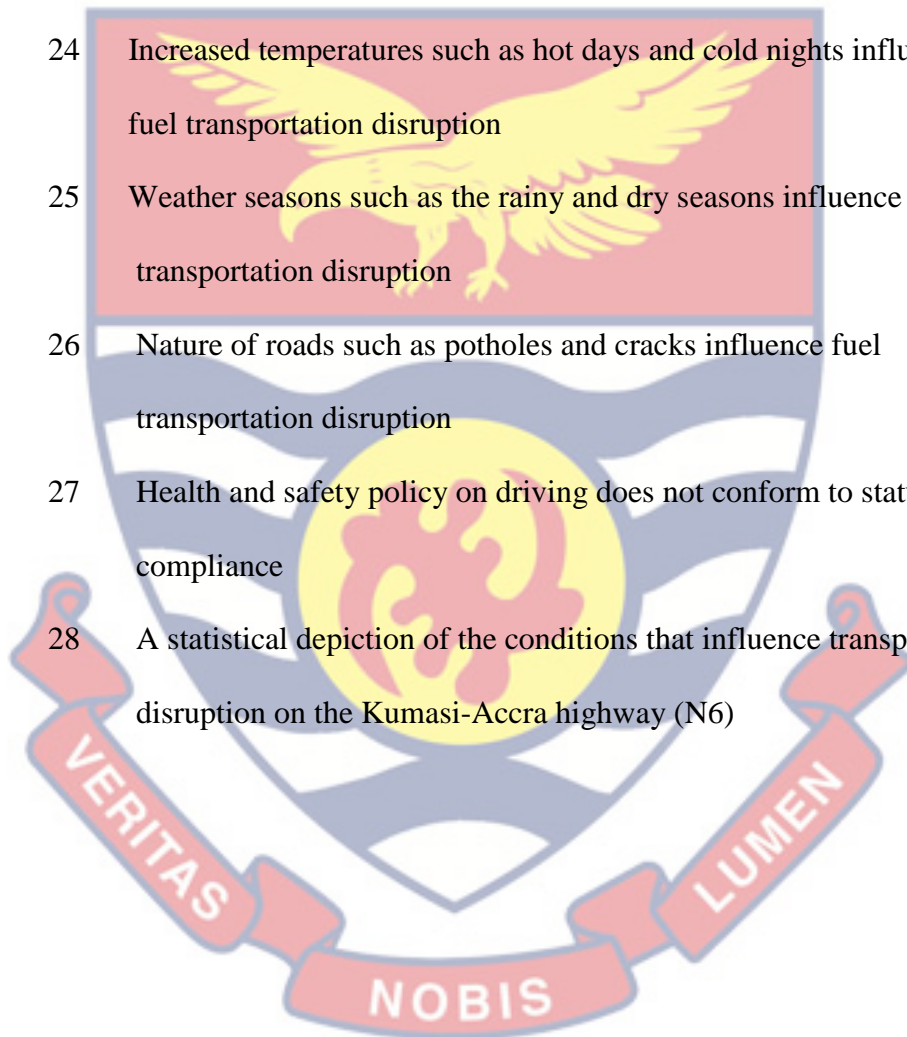 24 Increased temperatures such as hot days and cold nights influ
fuel transportation disruption
25 Weather seasons such as the rainy and dry seasons influence
transportation disruption
26 Nature of roads such as potholes and cracks influence fuel
transportation disruption
27 Health and safety policy on driving does not conform to stat
compliance
28 A statistical depiction of the conditions that influence transp
disruption on the Kumasi-Accra highway (N6)
VERITAS
NOBIS
LUMEN